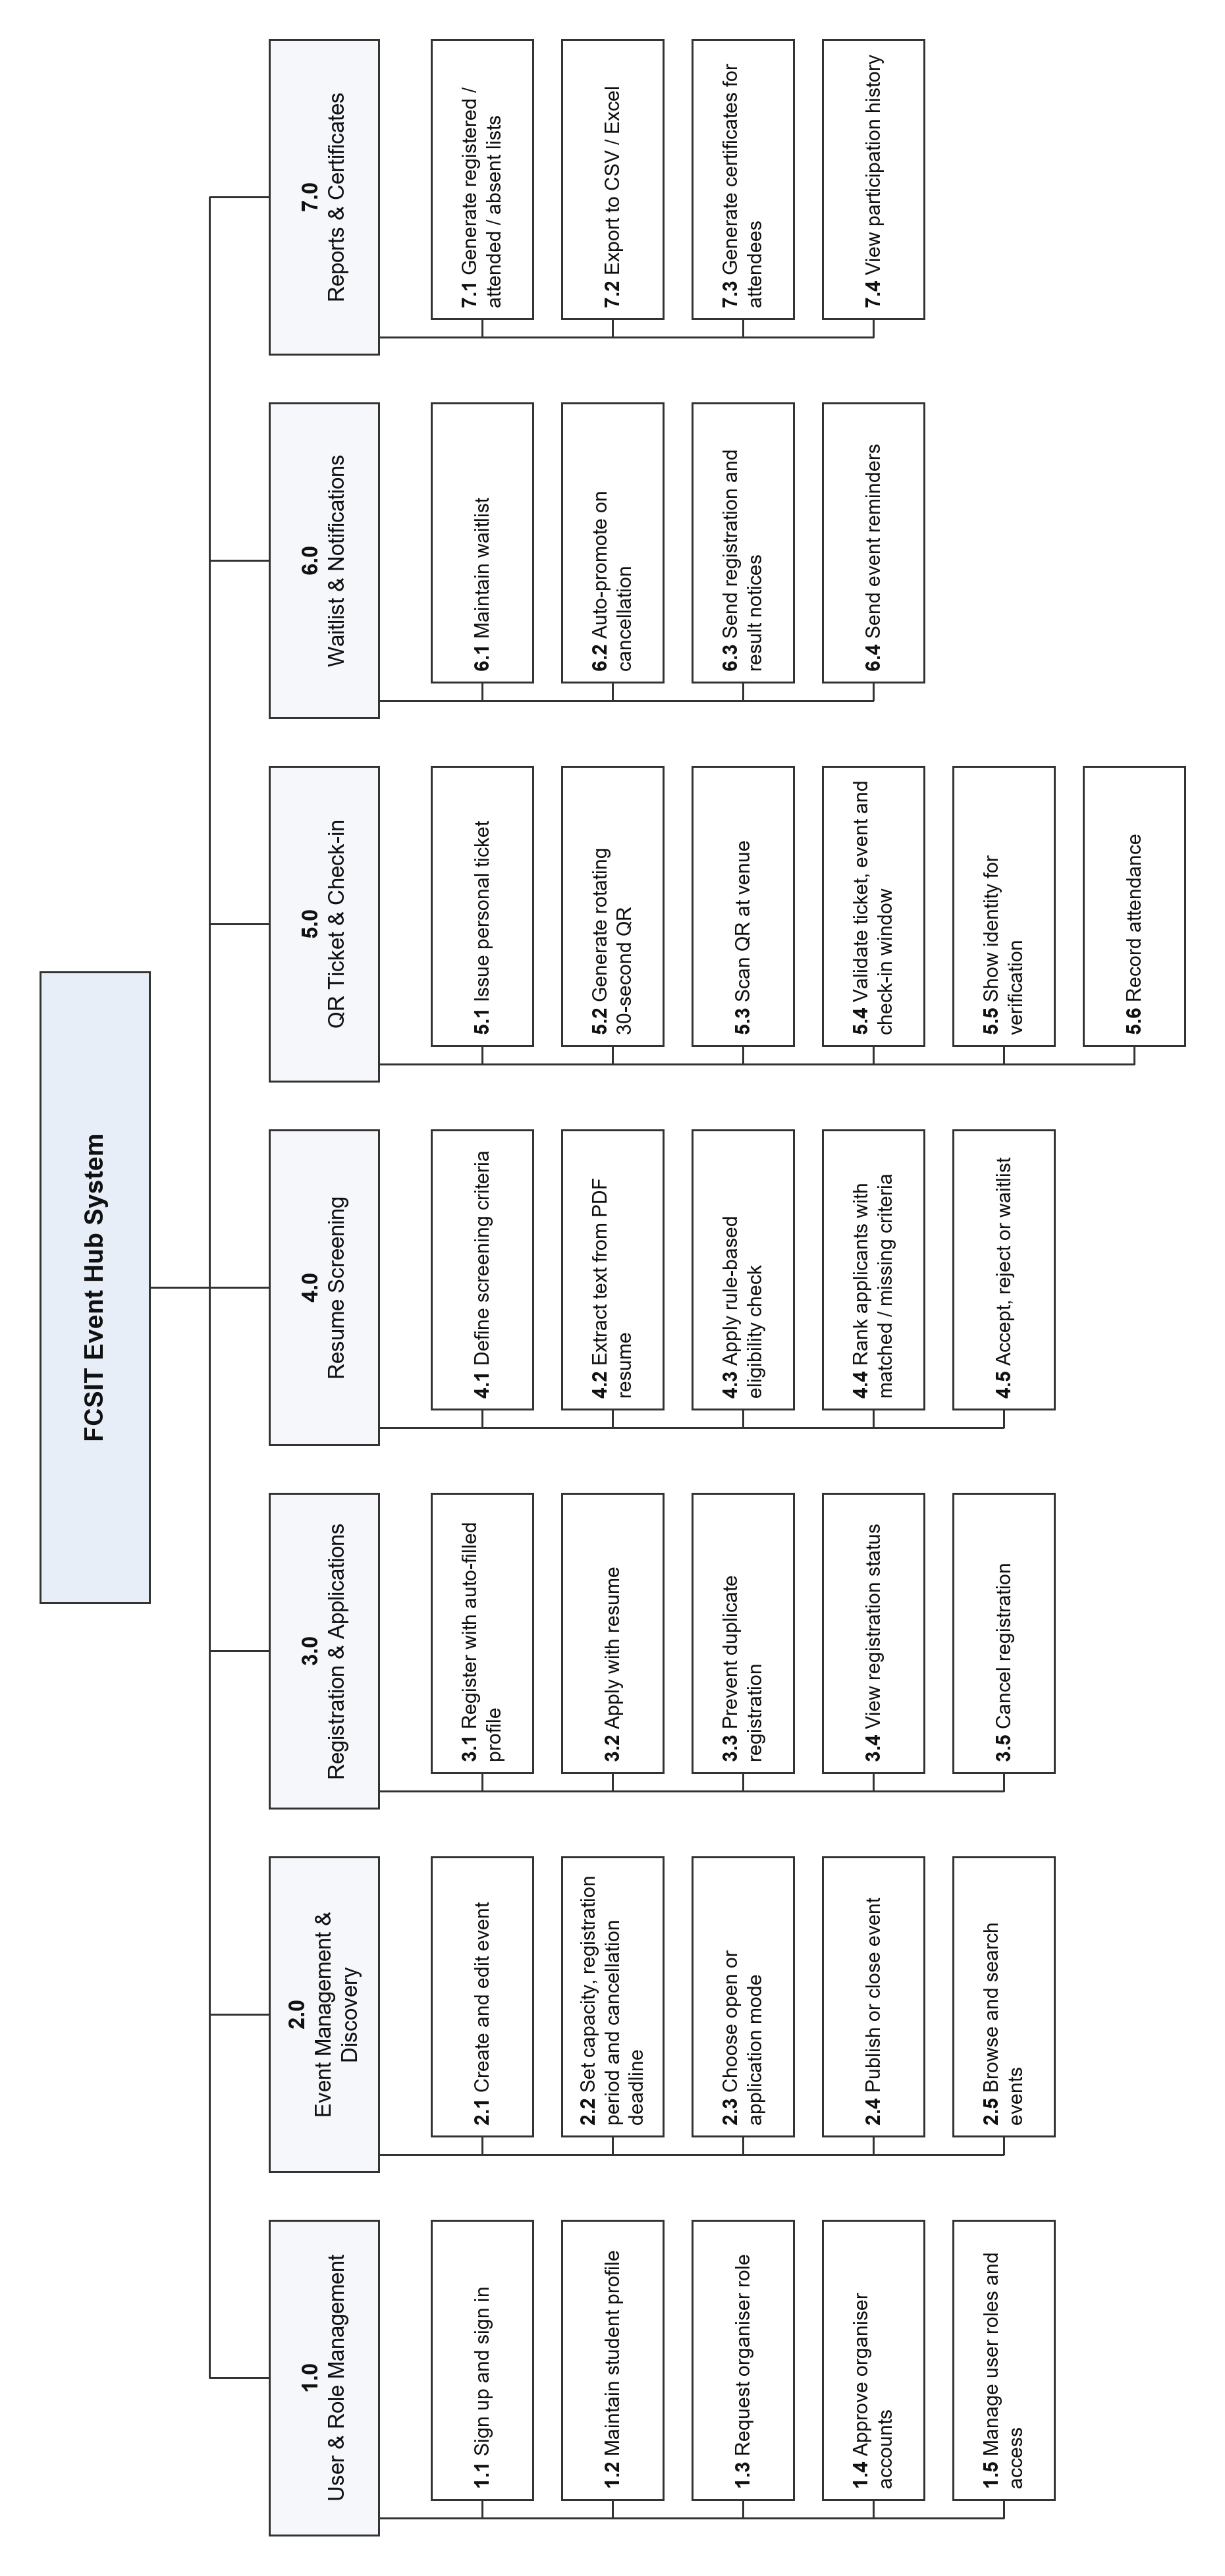 FCSIT Event Hub System
1.0
User & Role Management
1.1 Sign up and sign in
1.2 Maintain student profile
1.3 Request organiser role
1.4 Approve organiser
accounts
1.5 Manage user roles and
access
2.0
Event Management &
Discovery
2.1 Create and edit event
2.2 Set capacity, registration
period and cancellation
deadline
2.3 Choose open or
application mode
2.4 Publish or close event
2.5 Browse and search
events
3.0
Registration & Applications
3.1 Register with auto-filled
profile
3.2 Apply with resume
3.3 Prevent duplicate
registration
3.4 View registration status
3.5 Cancel registration
4.0
Resume Screening
4.1 Define screening criteria
4.2 Extract text from PDF
resume
4.3 Apply rule-based
eligibility check
4.4 Rank applicants with
matched / missing criteria
4.5 Accept, reject or waitlist
5.0
QR Ticket & Check-in
5.1 Issue personal ticket
5.2 Generate rotating
30-second QR
5.3 Scan QR at venue
5.4 Validate ticket, event and
check-in window
5.5 Show identity for
verification
5.6 Record attendance
6.0
Waitlist & Notifications
6.1 Maintain waitlist
6.2 Auto-promote on
cancellation
6.3 Send registration and
result notices
6.4 Send event reminders
7.0
Reports & Certificates
7.1 Generate registered /
attended / absent lists
7.2 Export to CSV / Excel
7.3 Generate certificates for
attendees
7.4 View participation history